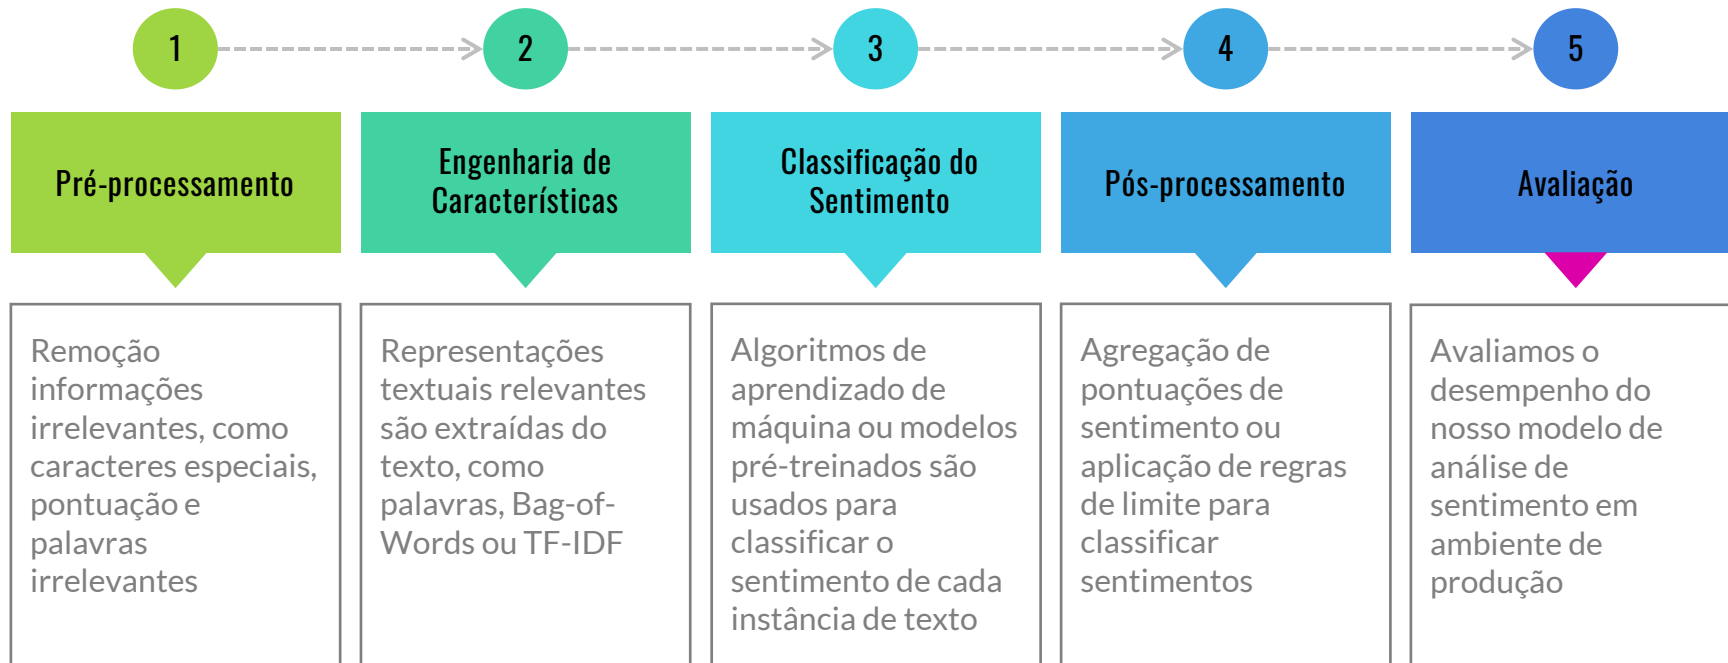 1
2
3
4
5
Pré-processamento
Engenharia de
Características
Classificação do
Sentimento
Pós-processamento
Avaliação
Remoção
informações
irrelevantes, como
caracteres especiais,
pontuação e
palavras
irrelevantes
Representações
textuais relevantes
são extraídas do
texto, como
palavras, Bag-of-
Words ou TF-IDF
Algoritmos de
aprendizado de
máquina ou modelos
pré-treinados são
usados para
classificar o
sentimento de cada
instância de texto
Agregação de
pontuações de
sentimento ou
aplicação de regras
de limite para
classificar
sentimentos
Avaliamos o
desempenho do
nosso modelo de
análise de
sentimento em
ambiente de
produção